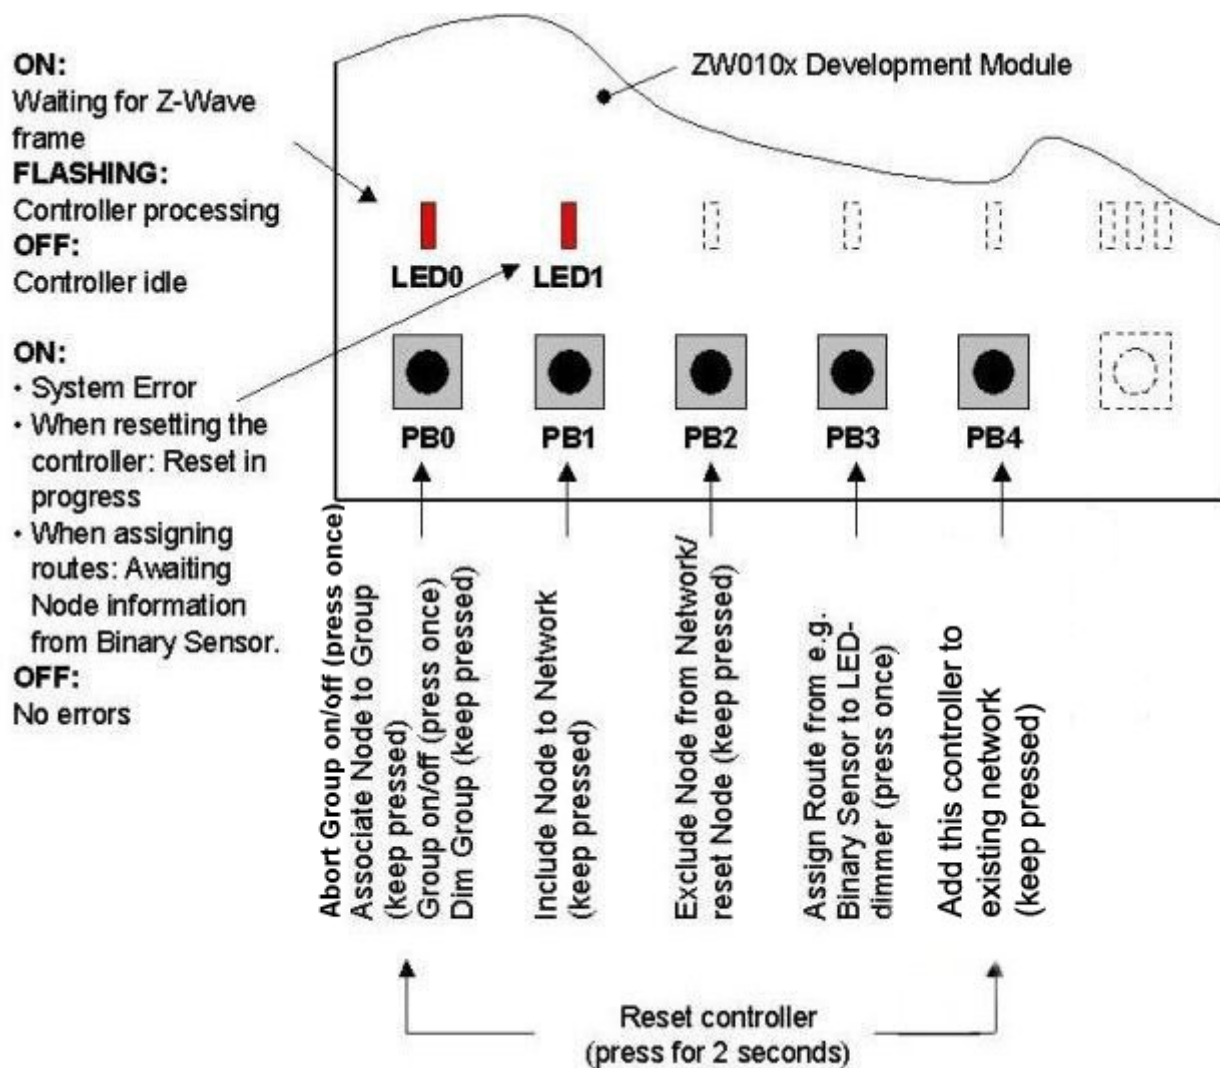 ON:
Waiting for Z-Wave
frame
FLASHING:
Controller processing
OFF:
Controller idle
ON:
• System Error
• When resetting the
controller: Reset in
progress
• When assigning
routes: Awaiting
Node information
from Binary Sensor.
OFF:
No errors
ZW010x Development Module
LED0
LED1
PB0
PB1
PB2
PB3
PB4
Abort Group on/off (press once)
Associate Node to Group
(keep pressed)
Group on/off (press once)
Dim Group (keep pressed)
Include Node to Network
(keep pressed)
Exclude Node from Network/
reset Node (keep pressed)
Assign Route from e.g.
Binary Sensor to LED-
dimmer (press once)
Add this controller to
existing network
(keep pressed)
Reset controller
(press for 2 seconds)